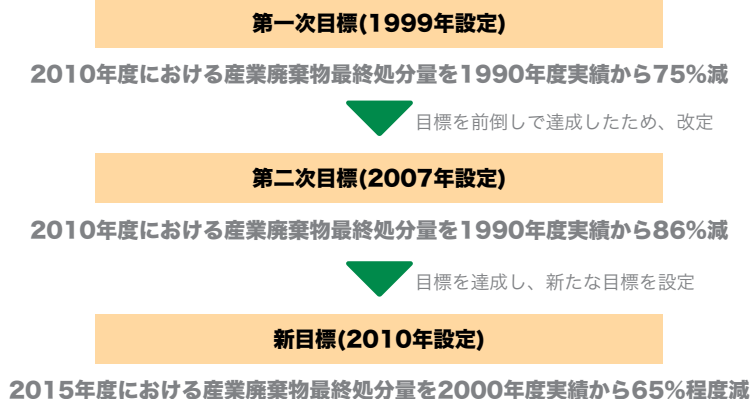 第一次目標(1999年設定)
2010年度における産業廃棄物最終処分量を1990年度実績から75%減
目標を前倒しで達成したため、改定
第二次目標(2007年設定)
2010年度における産業廃棄物最終処分量を1990年度実績から86%減
目標を達成し、新たな目標を設定
新目標(2010年設定)
2015年度における産業廃棄物最終処分量を2000年度実績から65%程度減